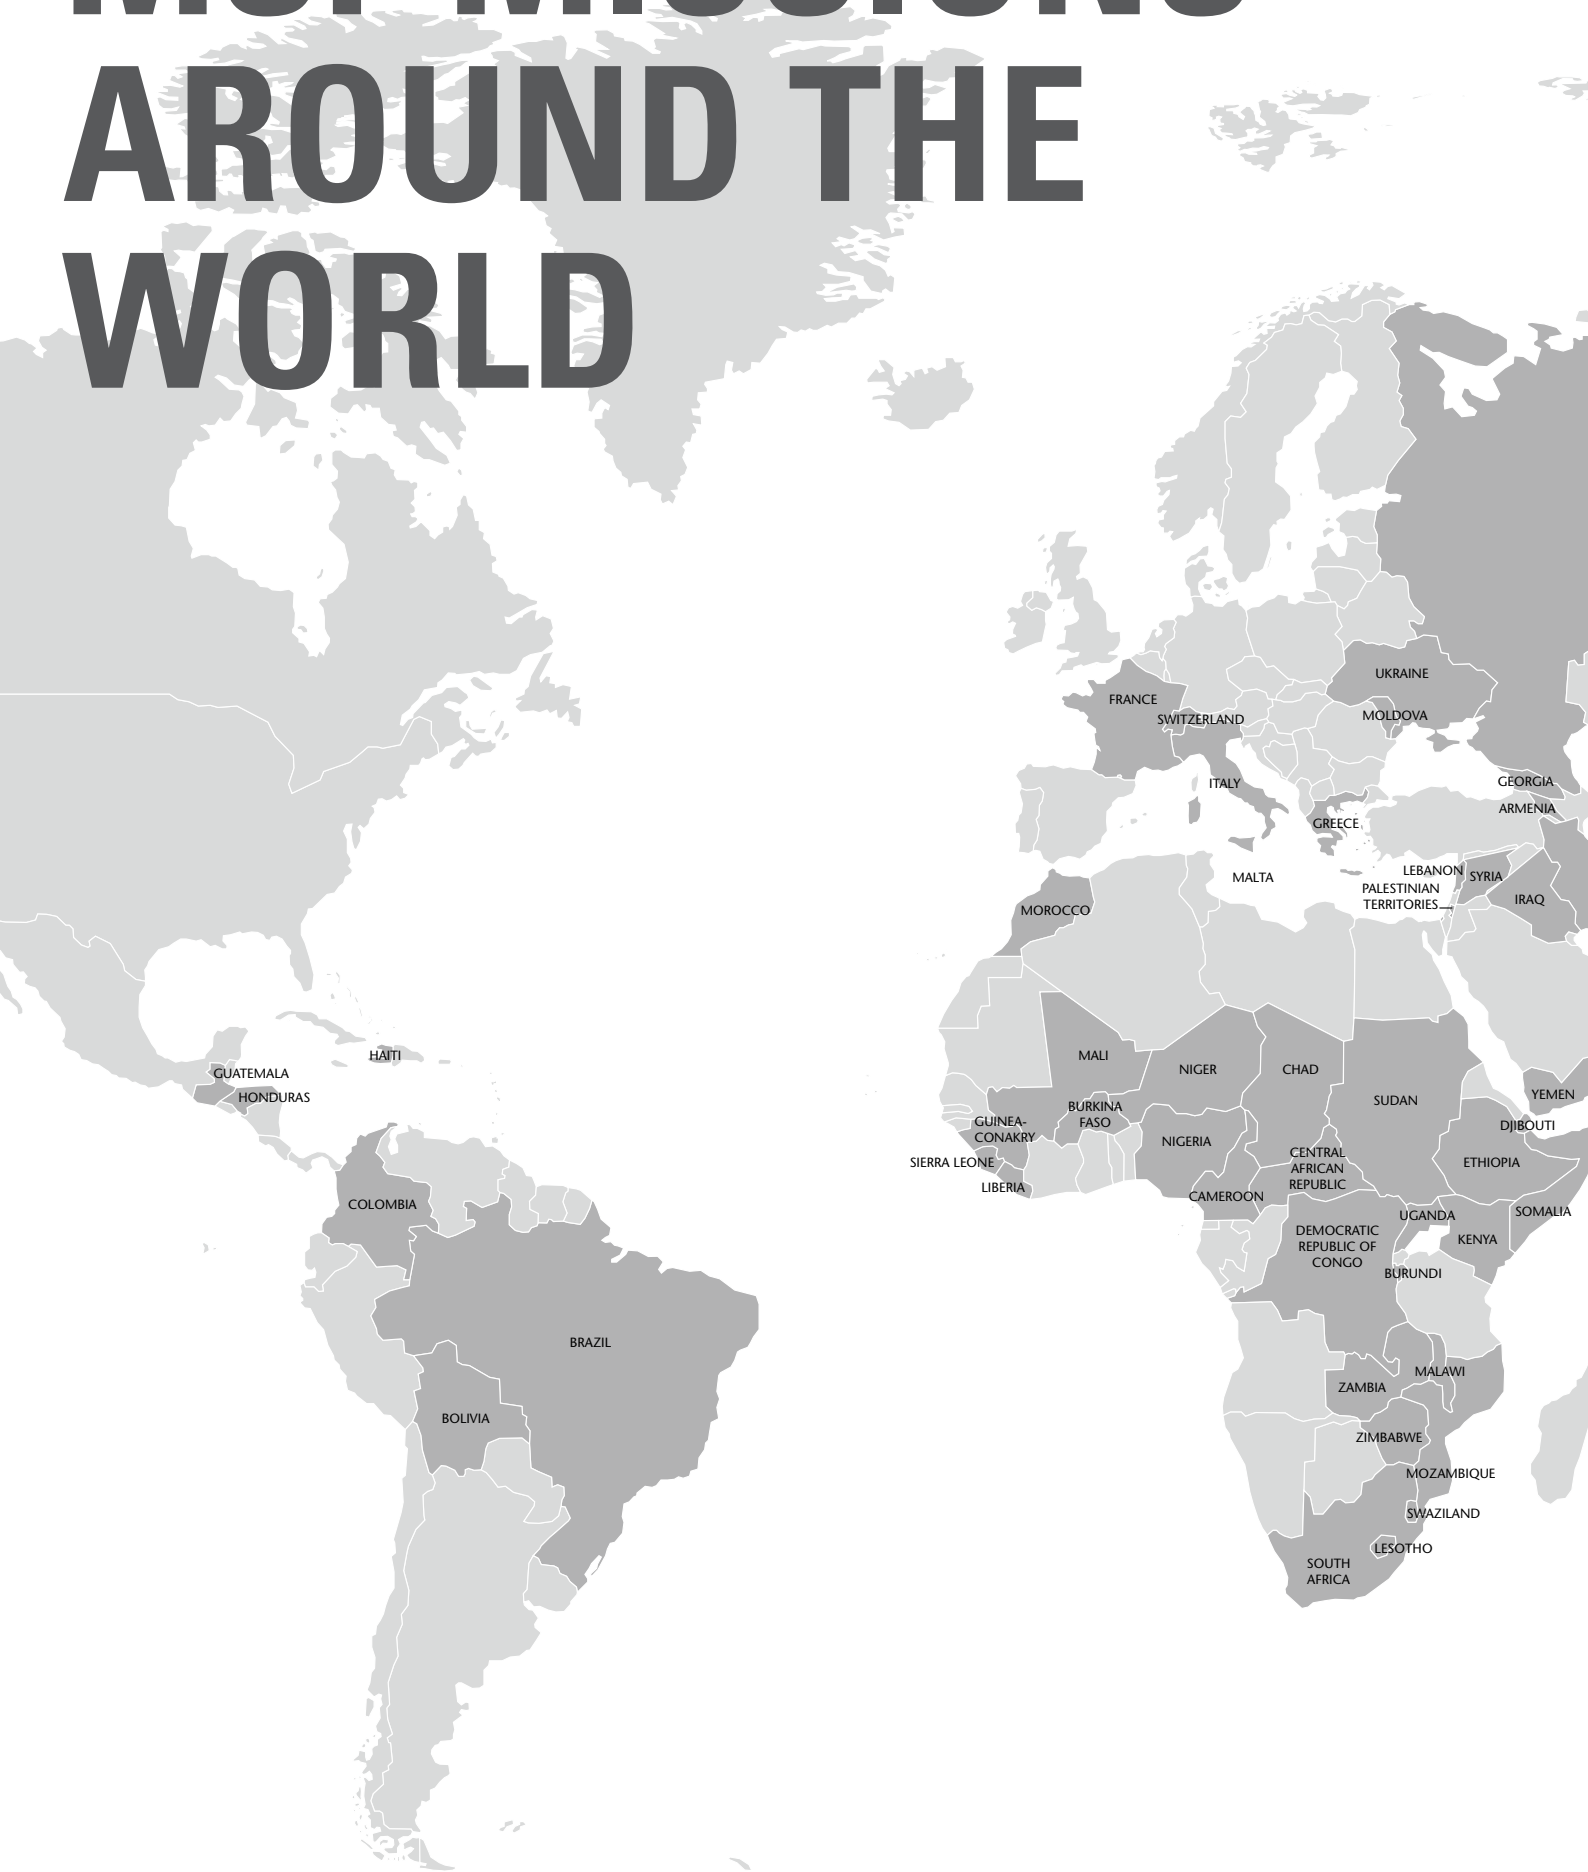 MSF MISSIONS
AROUND THE
WORLD
UKRAINE
FRANCE
SWITZERLAND
MOLDOVA
ITALY
GEORGIA
ARMENIA
GREECE
LEBANON
SYRIA
MALTA
PALESTINIAN
TERRITORIES
IRAQ
MOROCCO
HAITI
GUATEMALA
HONDURAS
MALI
NIGER
CHAD
SUDAN
YEMEN
BURKINA
FASO
GUINEA-
CONAKRY
DJIBOUTI
NIGERIA
CENTRAL
AFRICAN
REPUBLIC
SIERRA LEONE
ETHIOPIA
LIBERIA
CAMEROON
COLOMBIA
UGANDA
SOMALIA
DEMOCRATIC
REPUBLIC OF
CONGO
KENYA
BURUNDI
BRAZIL
MALAWI
ZAMBIA
BOLIVIA
ZIMBABWE
MOZAMBIQUE
SWAZILAND
LESOTHO
SOUTH
AFRICA